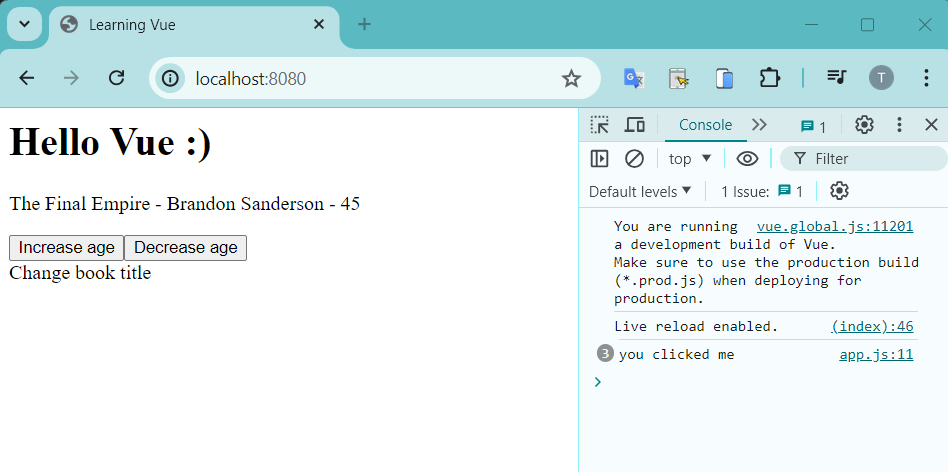 Learning Vue
localhost:8080
T
Hello Vue :)
The Final Empire - Brandon Sanderson - 45
Increase age Decrease age
Change book title
Console 1
top Filter
Default levels 1 Issue: 1
You are running vue.global.js:11201
a development build of Vue.
Make sure to use the production build
(*.prod.js) when deploying for
production.
Live reload enabled. (index):46
3 you clicked me app.js:11